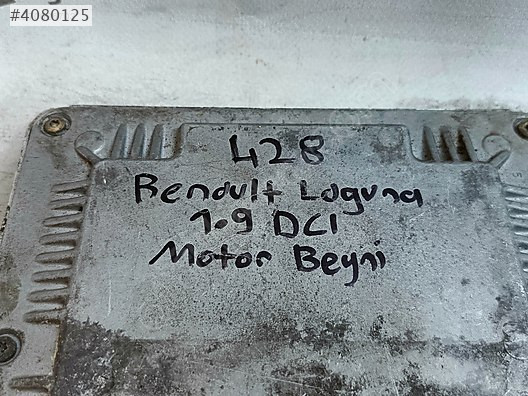 #4080125
428
Renault Laguna
1.9 DCI
Motor Beyni